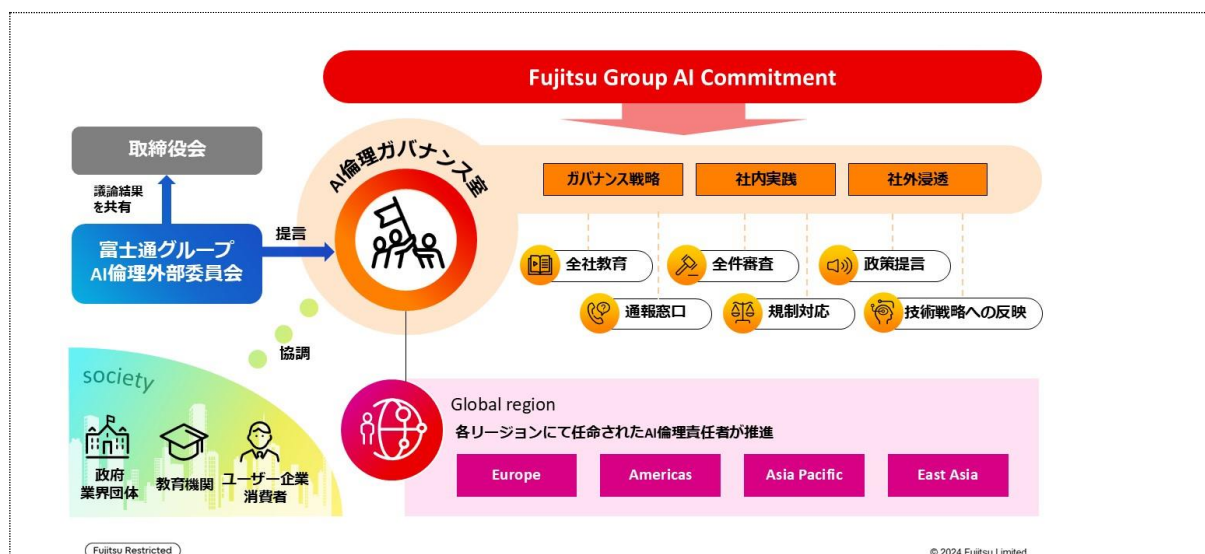 Fujitsu Group AI Commitment
取締役会
議論結果
を共有
富士通グループ
AI倫理外部委員会
提言
AI倫理ガバナンス室
ガバナンス戦略
社内実践
社外浸透
全社教育
全件審査
政策提言
通報窓口
規制対応
技術戦略への反映
協調
society
政府
業界団体
教育機関
ユーザー企業
消費者
Global region
各リージョンにて任命されたAI倫理責任者が推進
Europe
Americas
Asia Pacific
East Asia
Fujitsu Restricted
© 2024 Fujitsu Limited